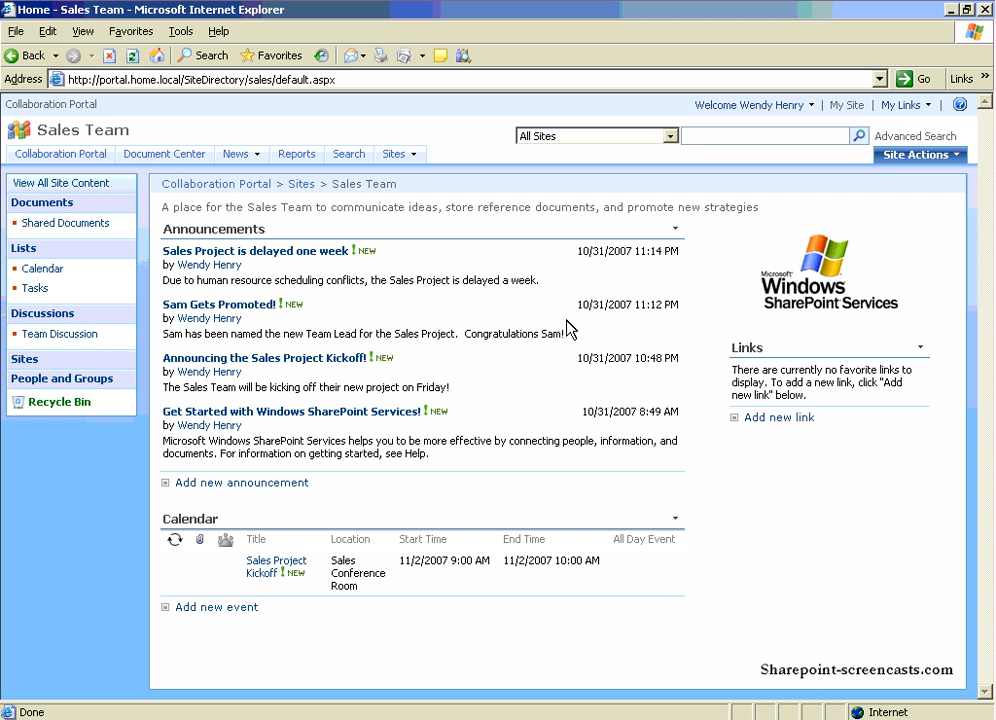 Home - Sales Team - Microsoft Internet Explorer
File Edit View Favorites Tools Help
Back Search Favorites
Address http://portal.home.local/SiteDirectory/sales/default.aspx Go Links »
Collaboration Portal Welcome Wendy Henry My Site My Links
Sales Team All Sites Advanced Search
Collaboration Portal Document Center News Reports Search Sites Site Actions
View All Site Content
Documents
Shared Documents
Lists
Calendar
Tasks
Discussions
Team Discussion
Sites
People and Groups
Recycle Bin
Collaboration Portal > Sites > Sales Team
A place for the Sales Team to communicate ideas, store reference documents, and promote new strategies
Announcements
Sales Project is delayed one week ! NEW 10/31/2007 11:14 PM
by Wendy Henry
Due to human resource scheduling conflicts, the Sales Project is delayed a week.
Sam Gets Promoted! ! NEW 10/31/2007 11:12 PM
by Wendy Henry
Sam has been named the new Team Lead for the Sales Project. Congratulations Sam!
Announcing the Sales Project Kickoff! ! NEW 10/31/2007 10:48 PM
by Wendy Henry
The Sales Team will be kicking off their new project on Friday!
Get Started with Windows SharePoint Services! ! NEW 10/31/2007 8:49 AM
by Wendy Henry
Microsoft Windows SharePoint Services helps you to be more effective by connecting people, information, and
documents. For information on getting started, see Help.
Add new announcement
Calendar
Title Location Start Time End Time All Day Event
Sales Project Sales 11/2/2007 9:00 AM 11/2/2007 10:00 AM
Kickoff ! NEW Conference
Room
Add new event
Microsoft
Windows
SharePoint Services
Links
There are currently no favorite links to
display. To add a new link, click "Add
new link" below.
Add new link
Sharepoint-screencasts.com
Done Internet